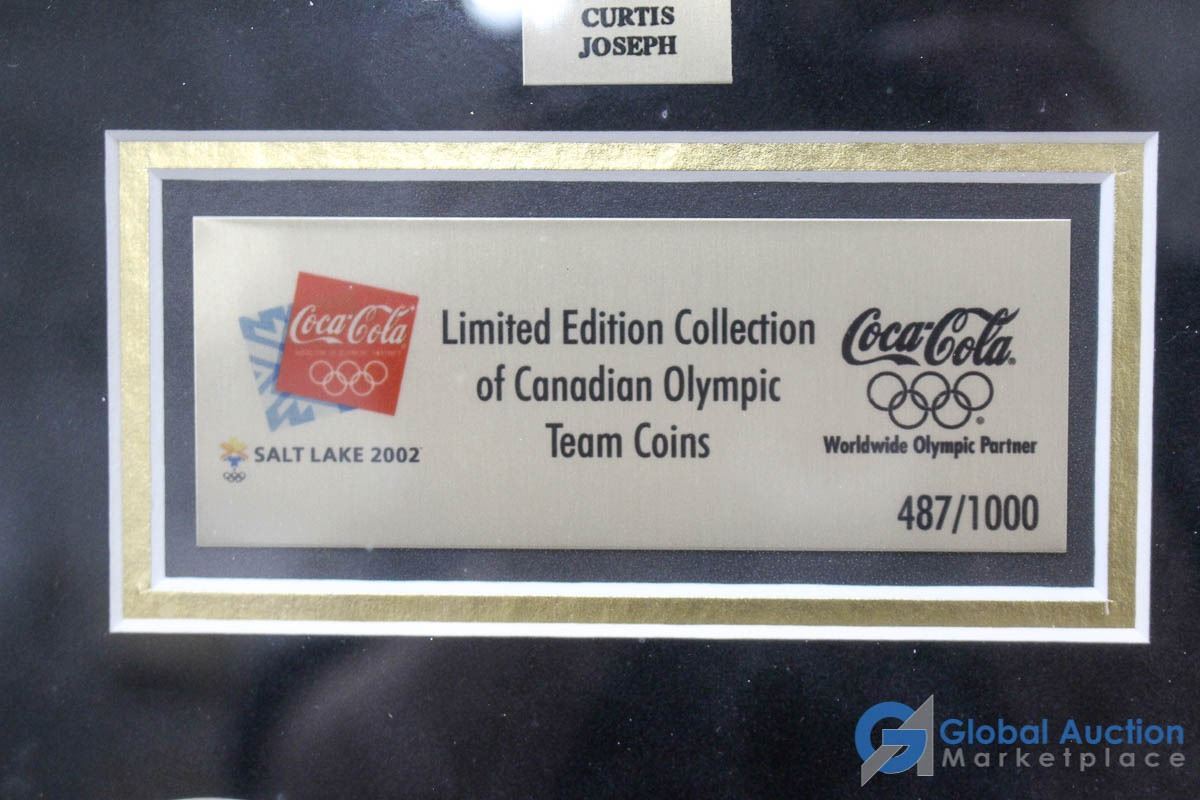 CURTIS
JOSEPH
Coca-Cola
Limited Edition Collection
of Canadian Olympic
Team Coins
SALT LAKE 2002
Coca-Cola®
®
Worldwide Olympic Partner
487/1000
Global Auction
Marketplace